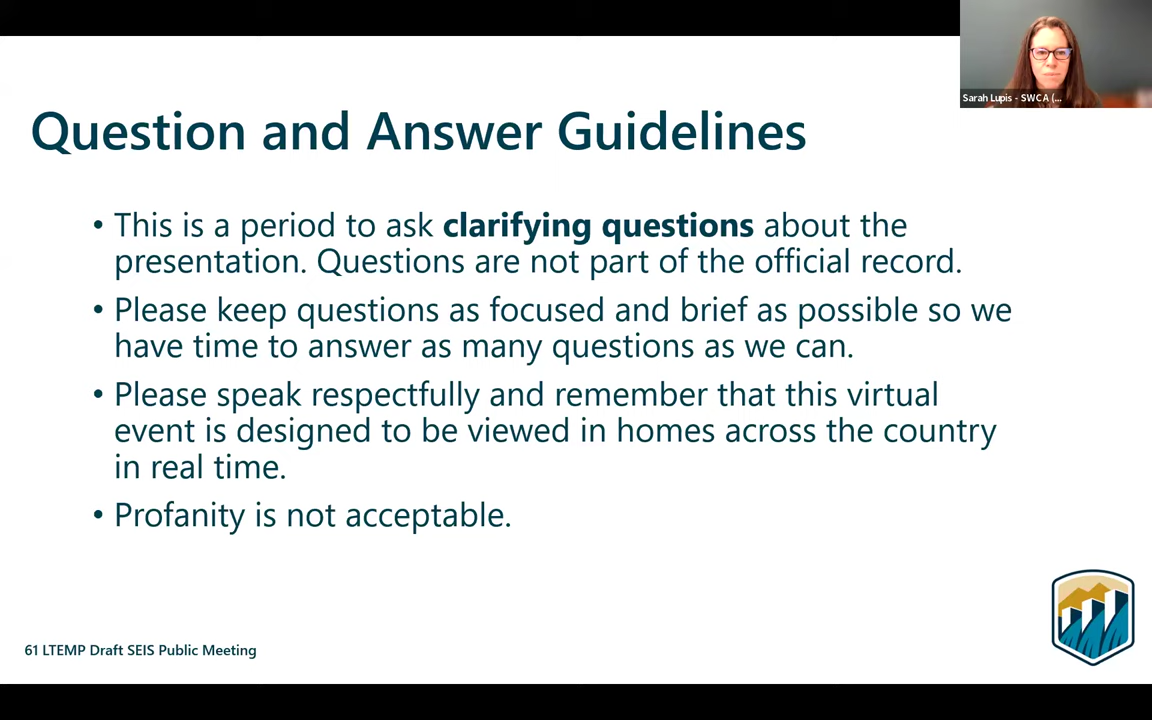 Sarah Lupis - SWCA (...
Question and Answer Guidelines
• This is a period to ask clarifying questions about the
presentation. Questions are not part of the official record.
• Please keep questions as focused and brief as possible so we
have time to answer as many questions as we can.
• Please speak respectfully and remember that this virtual
event is designed to be viewed in homes across the country
in real time.
• Profanity is not acceptable.
61 LTEMP Draft SEIS Public Meeting